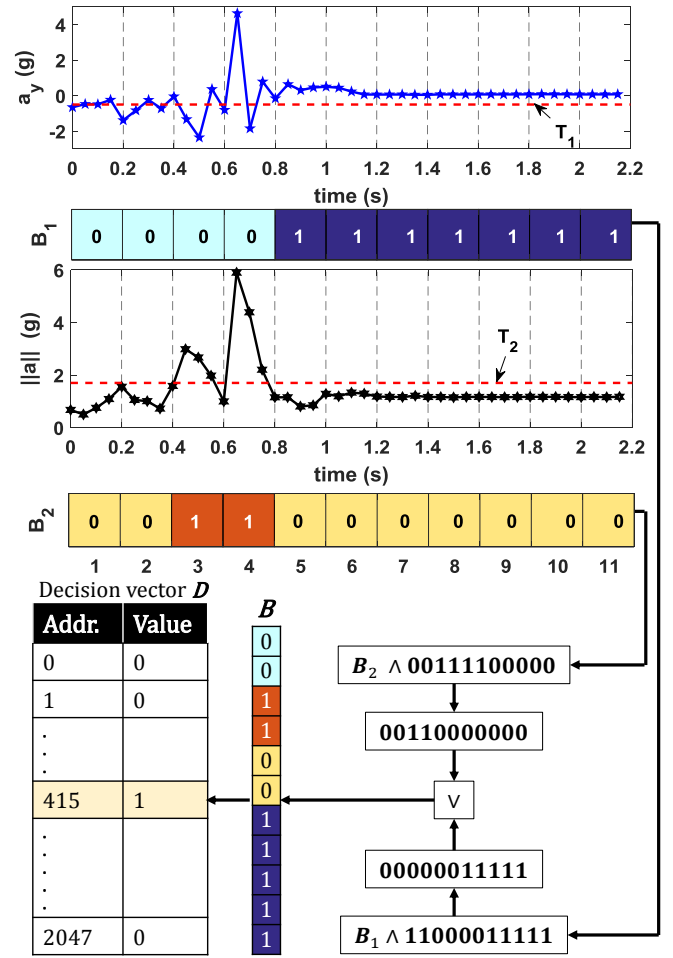 4
2
0
-2
a_y (g)
T_1
0 0.2 0.4 0.6 0.8 1 1.2 1.4 1.6 1.8 2 2.2
time (s)
B_1
0 0 0 0 1 1 1 1 1 1 1
6
4
2
0
||a|| (g)
T_2
0 0.2 0.4 0.6 0.8 1 1.2 1.4 1.6 1.8 2 2.2
time (s)
B_2
0 0 1 1 0 0 0 0 0 0 0
1 2 3 4 5 6 7 8 9 10 11
Decision vector D
Addr. Value
0 0
1 0
.
.
.
415 1
.
.
.
.
.
2047 0
B
0
0
1
1
0
0
1
1
1
1
1
B_2 ∧ 00111100000
00110000000
∨
00000011111
B_1 ∧ 11000011111